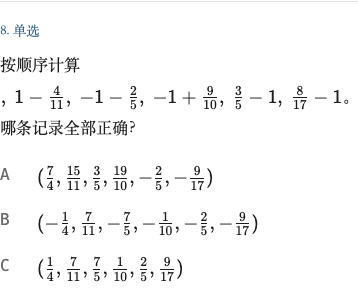 8. 单选
按顺序计算
, 1 − 4/11, −1 − 2/5, −1 + 9/10, 3/5 − 1, 8/17 − 1。
哪条记录全部正确?
A (7/4, 15/11, 3/5, 19/10, −2/5, −9/17)
B (−1/4, 7/11, −7/5, −1/10, −2/5, −9/17)
C (1/4, 7/11, 7/5, 1/10, 2/5, 9/17)